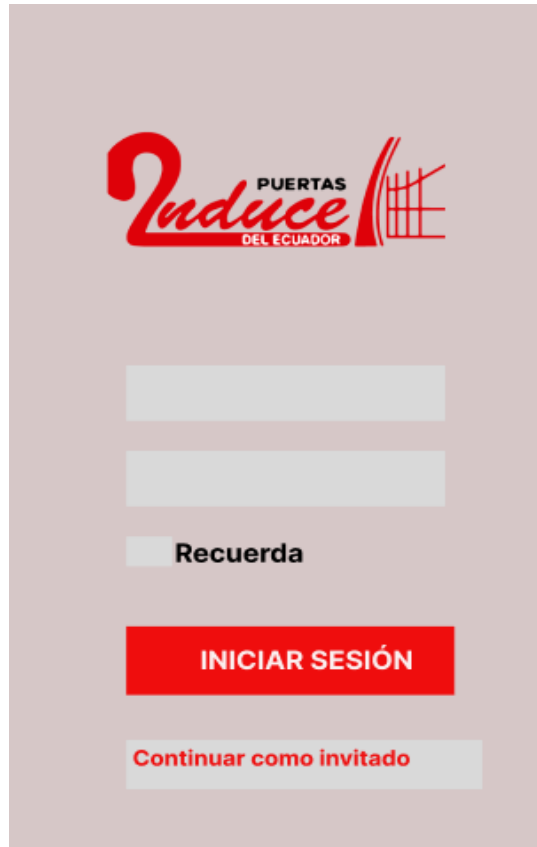 PUERTAS
Induce
DEL ECUADOR
Recuerda
INICIAR SESIÓN
Continuar como invitado